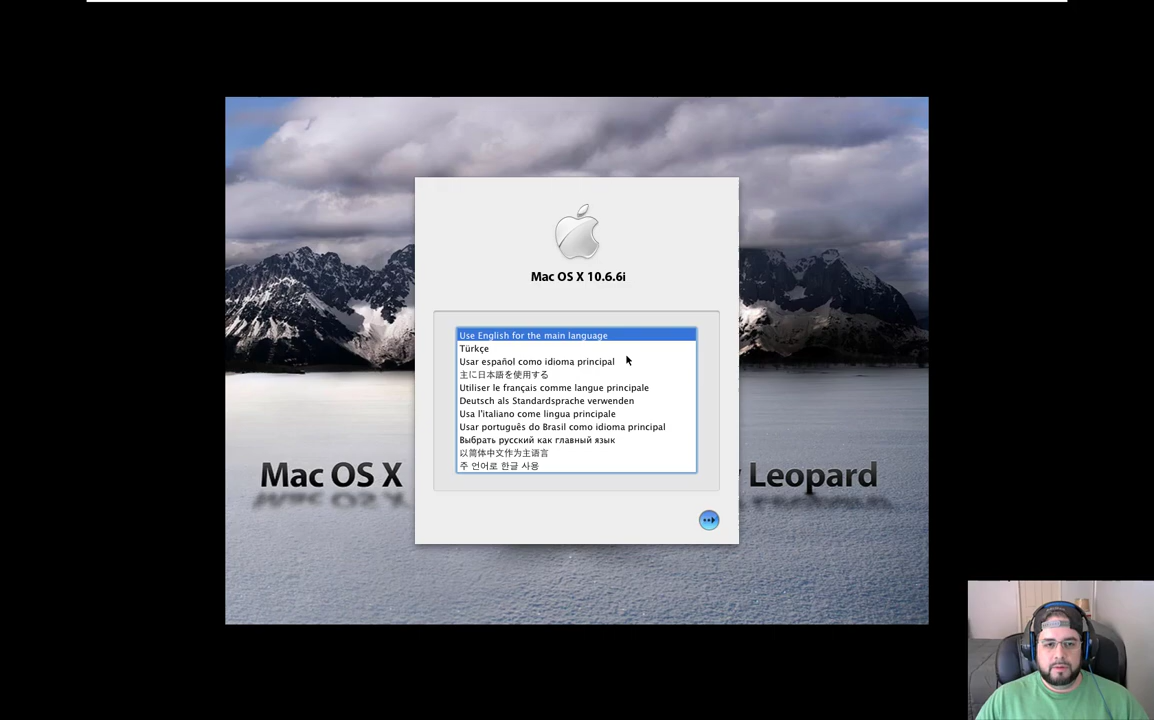 Mac OS X 10.6.6i
Use English for the main language
Türkçe
Usar español como idioma principal
主に日本語を使用する
Utiliser le français comme langue principale
Deutsch als Standardsprache verwenden
Usa l'italiano come lingua principale
Usar português do Brasil como idioma principal
Выбрать русский как главный язык
以简体中文作为主语言
주 언어로 한글 사용
Mac OS X
Leopard